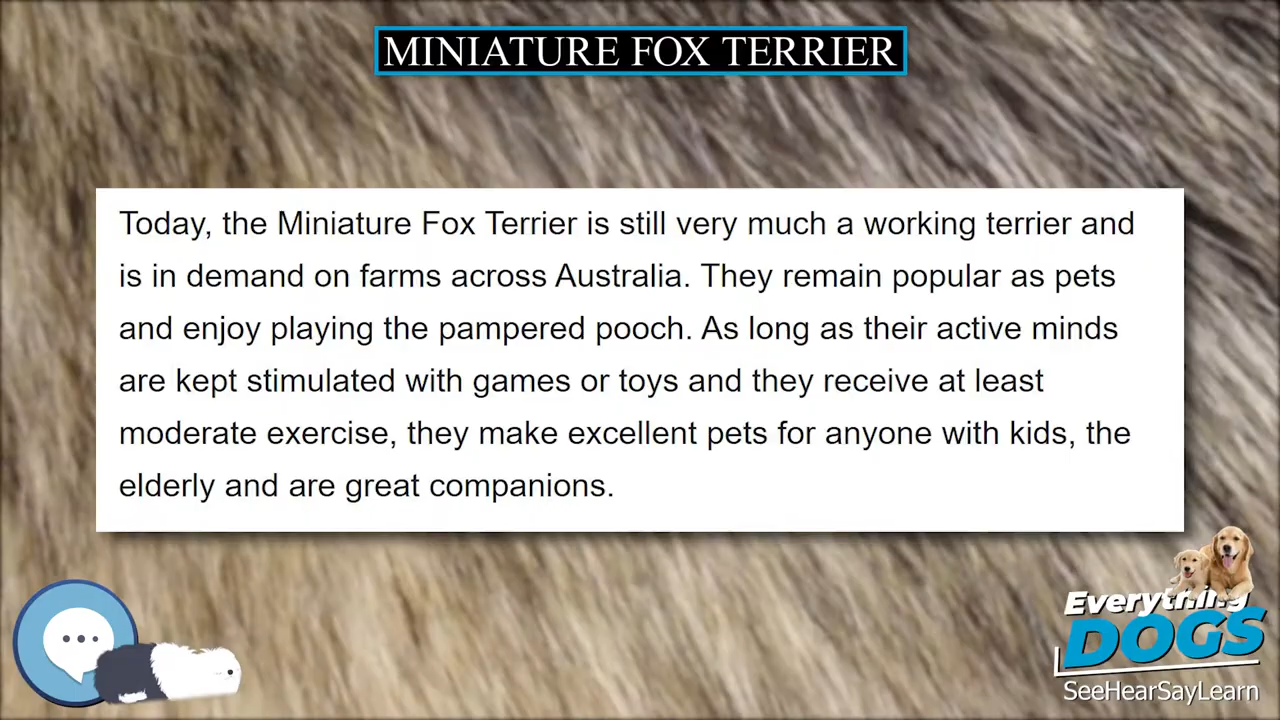 MINIATURE FOX TERRIER
Today, the Miniature Fox Terrier is still very much a working terrier and
is in demand on farms across Australia. They remain popular as pets
and enjoy playing the pampered pooch. As long as their active minds
are kept stimulated with games or toys and they receive at least
moderate exercise, they make excellent pets for anyone with kids, the
elderly and are great companions.
Everything
DOGS
SeeHearSayLearn